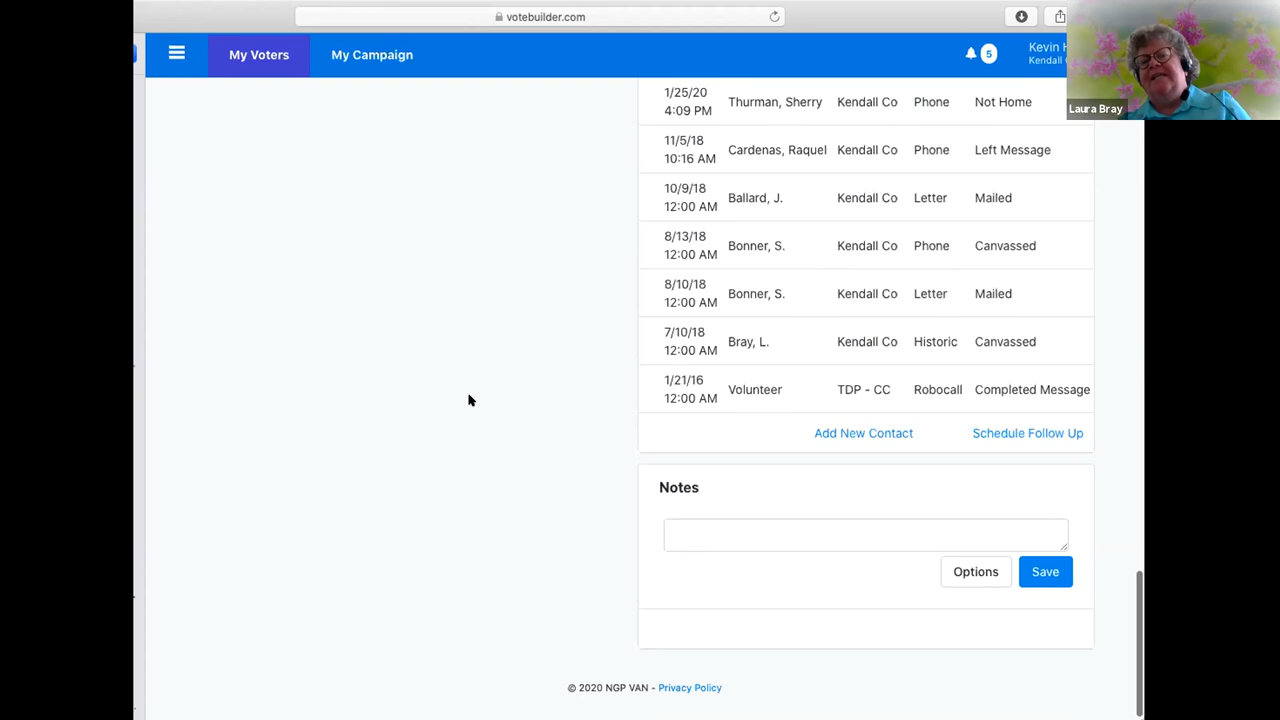 votebuilder.com
My Voters My Campaign 5 Kevin H
Kendall
Laura Bray
1/25/20
4:09 PM Thurman, Sherry Kendall Co Phone Not Home
11/5/18
10:16 AM Cardenas, Raquel Kendall Co Phone Left Message
10/9/18
12:00 AM Ballard, J. Kendall Co Letter Mailed
8/13/18
12:00 AM Bonner, S. Kendall Co Phone Canvassed
8/10/18
12:00 AM Bonner, S. Kendall Co Letter Mailed
7/10/18
12:00 AM Bray, L. Kendall Co Historic Canvassed
1/21/16
12:00 AM Volunteer TDP - CC Robocall Completed Message
Add New Contact Schedule Follow Up
Notes
Options Save
© 2020 NGP VAN - Privacy Policy